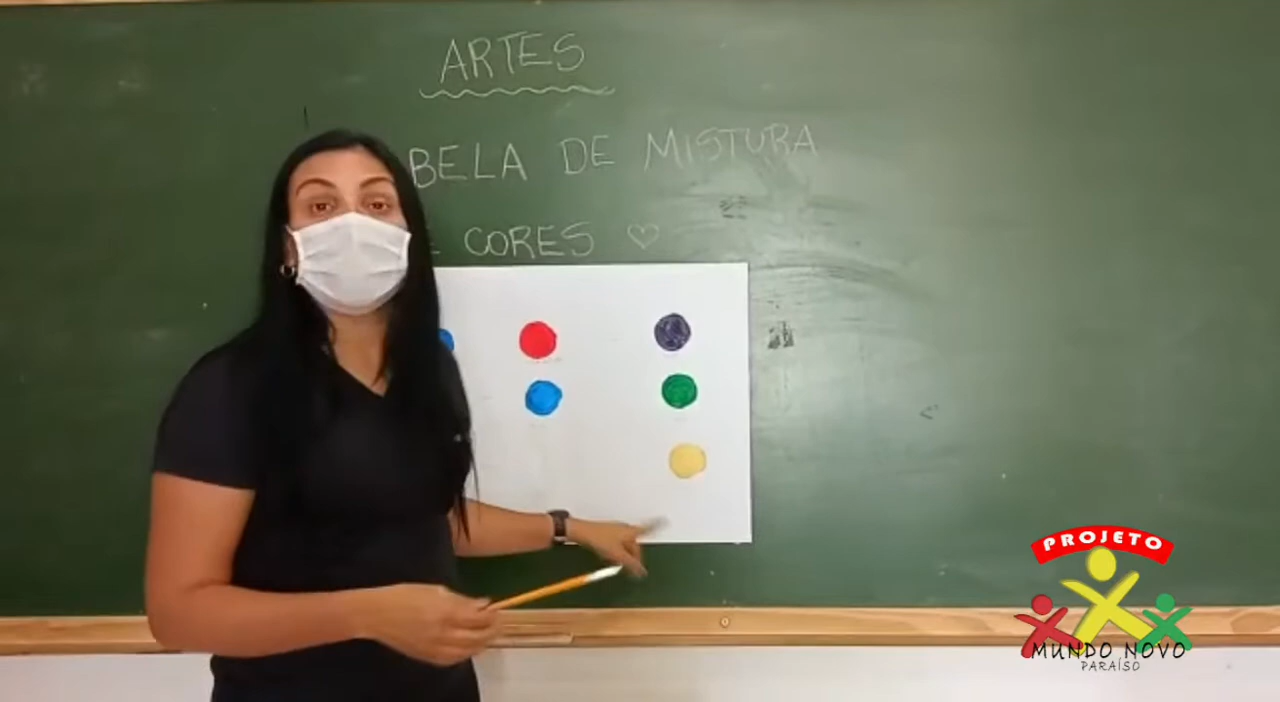 ARTES
BELA DE MISTURA
CORES ♡
PROJETO
MUNDO NOVO
PARAÍSO